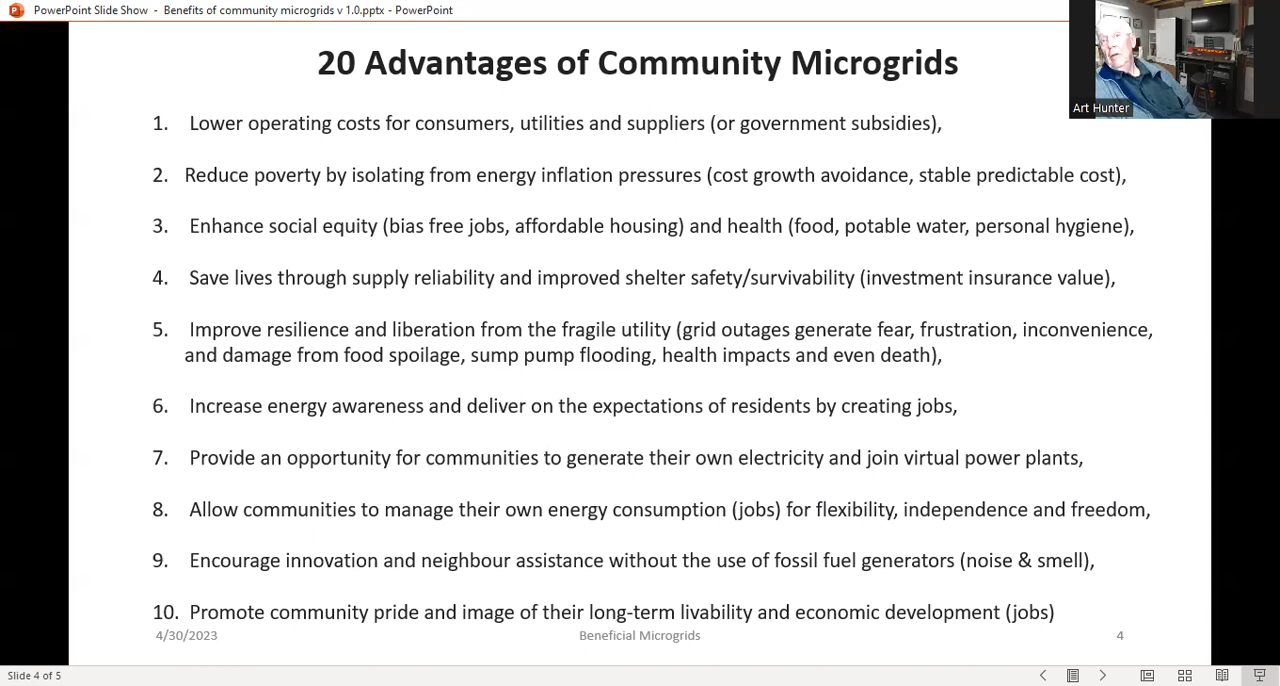 PowerPoint Slide Show - Benefits of community microgrids v 1.0.pptx - PowerPoint
Art Hunter
20 Advantages of Community Microgrids
1. Lower operating costs for consumers, utilities and suppliers (or government subsidies),
2. Reduce poverty by isolating from energy inflation pressures (cost growth avoidance, stable predictable cost),
3. Enhance social equity (bias free jobs, affordable housing) and health (food, potable water, personal hygiene),
4. Save lives through supply reliability and improved shelter safety/survivability (investment insurance value),
5. Improve resilience and liberation from the fragile utility (grid outages generate fear, frustration, inconvenience,
and damage from food spoilage, sump pump flooding, health impacts and even death),
6. Increase energy awareness and deliver on the expectations of residents by creating jobs,
7. Provide an opportunity for communities to generate their own electricity and join virtual power plants,
8. Allow communities to manage their own energy consumption (jobs) for flexibility, independence and freedom,
9. Encourage innovation and neighbour assistance without the use of fossil fuel generators (noise & smell),
10. Promote community pride and image of their long-term livability and economic development (jobs)
4/30/2023 Beneficial Microgrids 4
Slide 4 of 5